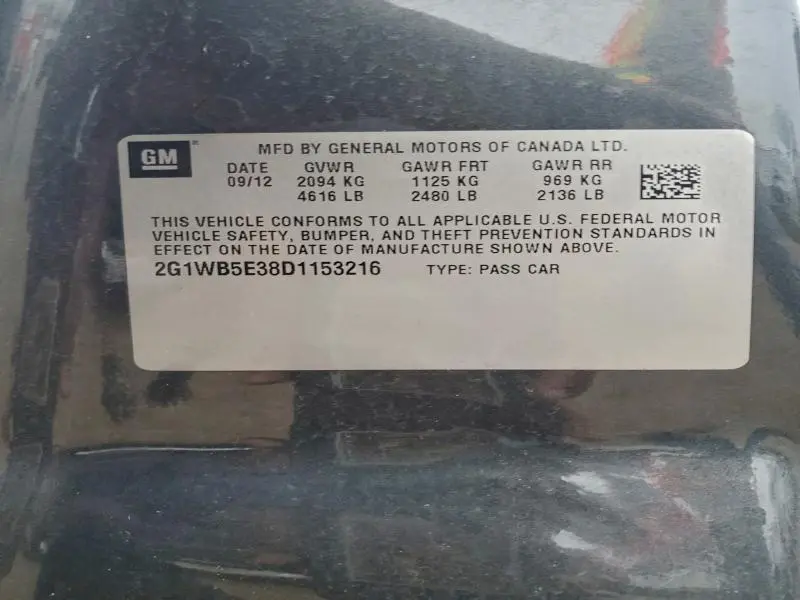 GM
MFD BY GENERAL MOTORS OF CANADA LTD.
DATE GVWR GAWR FRT GAWR RR
09/12 2094 KG 1125 KG 969 KG
4616 LB 2480 LB 2136 LB
THIS VEHICLE CONFORMS TO ALL APPLICABLE U.S. FEDERAL MOTOR
VEHICLE SAFETY, BUMPER, AND THEFT PREVENTION STANDARDS IN
EFFECT ON THE DATE OF MANUFACTURE SHOWN ABOVE.
2G1WB5E38D1153216 TYPE: PASS CAR